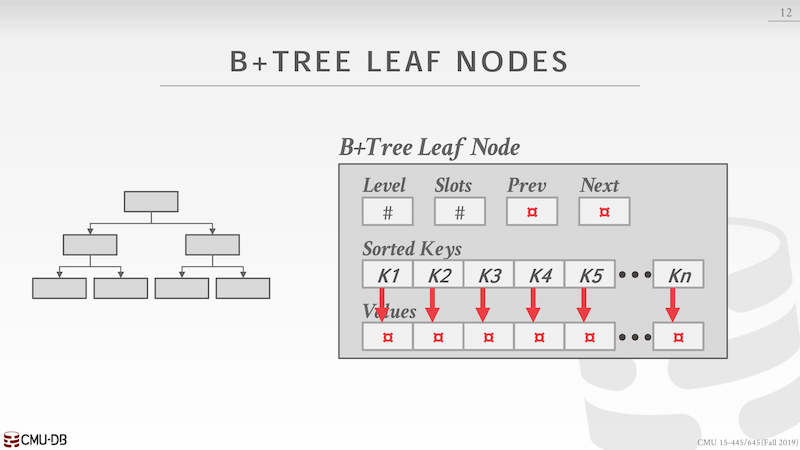 12
B+TREE LEAF NODES
B+Tree Leaf Node
Level Slots Prev Next
# # ¤ ¤
Sorted Keys
K1 K2 K3 K4 K5 ••• Kn
Values
¤ ¤ ¤ ¤ ¤ ••• ¤
CMU·DB
CMU 15-445/645 (Fall 2019)